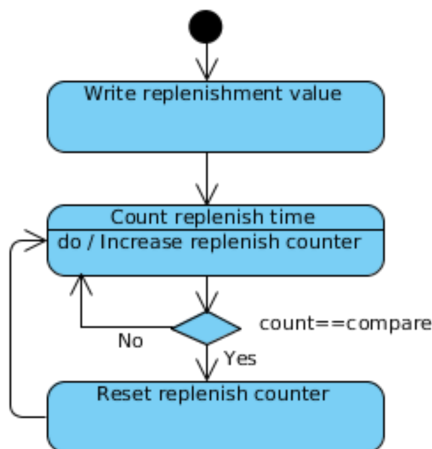 Write replenishment value
Count replenish time
do / Increase replenish counter
count==compare
No
Yes
Reset replenish counter